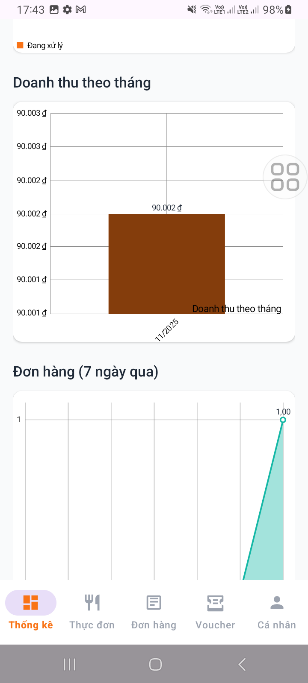 17:43 98%
Đang xử lý
Doanh thu theo tháng
90.003 ₫
90.003 ₫
90.002 ₫
90.002 ₫
90.002 ₫
90.002 ₫
90.001 ₫
90.001 ₫
Doanh thu theo tháng
11/2025
Đơn hàng (7 ngày qua)
1.00
1
Thống kê Thực đơn Đơn hàng Voucher Cá nhân